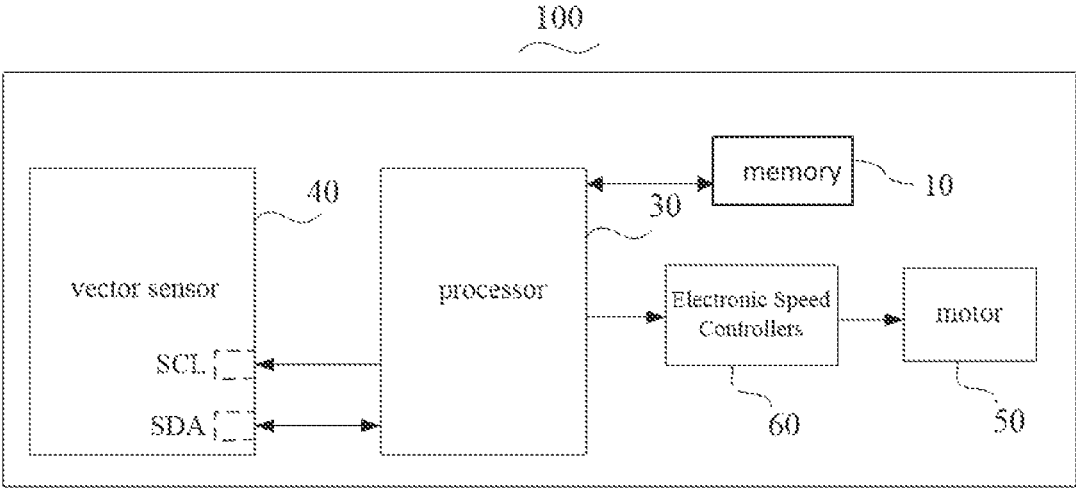 100
memory
10
40
30
vector sensor
processor
Electronic Speed
Controllers
motor
SCL
SDA
60
50